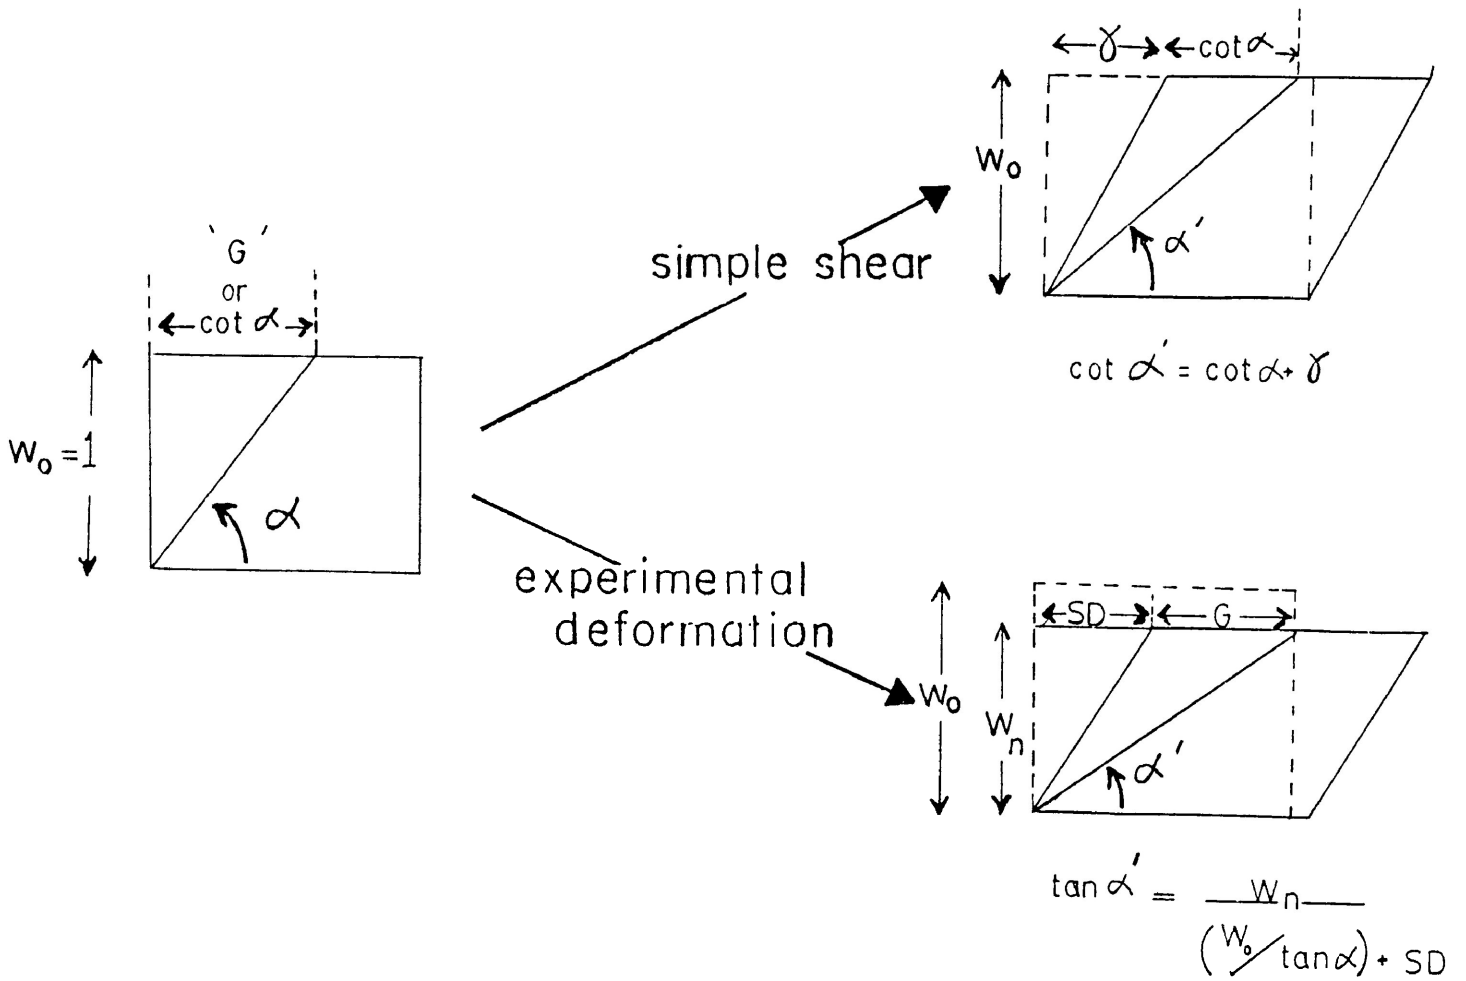 'G'
or
cot α
W₀ = 1
α
simple shear
experimental
deformation
γ cot α
W₀
α'
cot α' = cot α + γ
SD G
W₀
Wₙ
α'
tan α' = Wₙ
(W₀/tan α) + SD